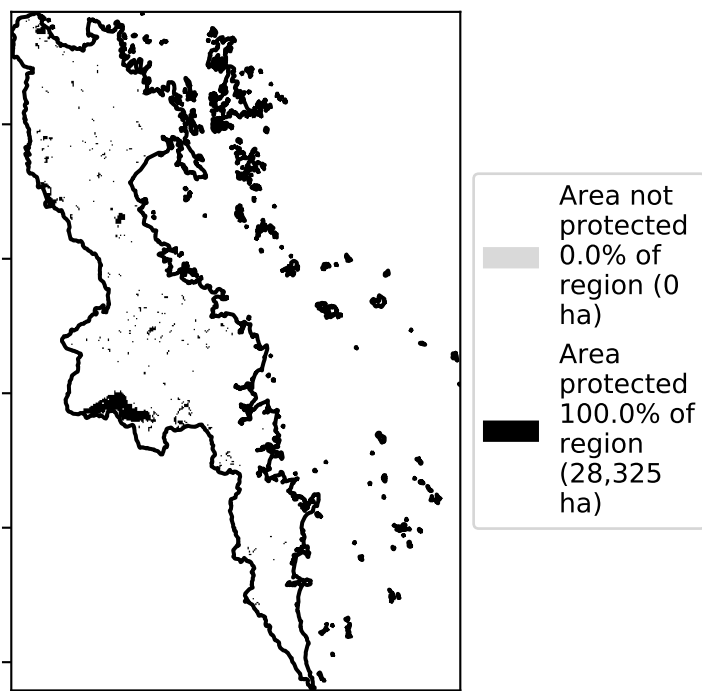 Area not
protected
0.0% of
region (0
ha)
Area
protected
100.0% of
region
(28,325
ha)